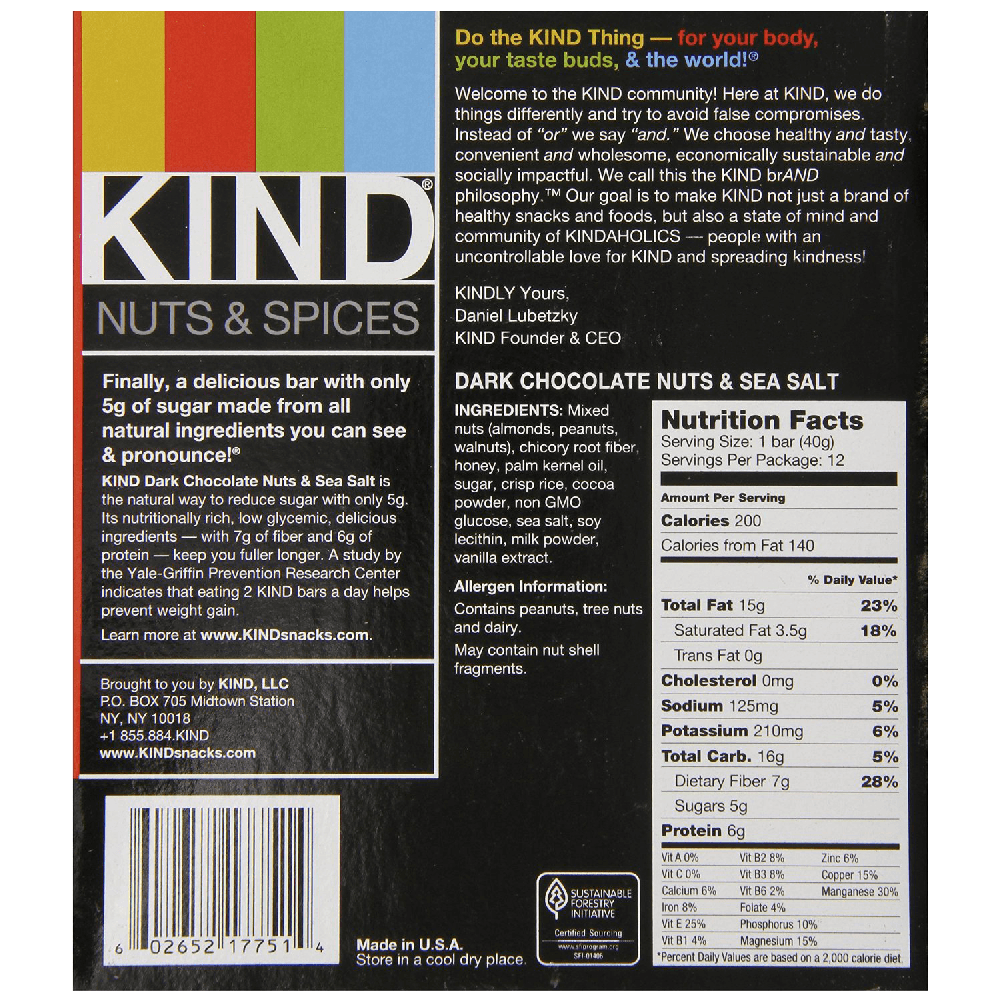 KIND®
NUTS & SPICES
Finally, a delicious bar with only
5g of sugar made from all
natural ingredients you can see
& pronounce!®
KIND Dark Chocolate Nuts & Sea Salt is
the natural way to reduce sugar with only 5g.
Its nutritionally rich, low glycemic, delicious
ingredients — with 7g of fiber and 6g of
protein — keep you fuller longer. A study by
the Yale-Griffin Prevention Research Center
indicates that eating 2 KIND bars a day helps
prevent weight gain.
Learn more at www.KINDsnacks.com.
Brought to you by KIND, LLC
P.O. BOX 705 Midtown Station
NY, NY 10018
+1 855.884.KIND
www.KINDsnacks.com
6 02652 17751 4
Do the KIND Thing — for your body,
your taste buds, & the world!®
Welcome to the KIND community! Here at KIND, we do
things differently and try to avoid false compromises.
Instead of “or” we say “and.” We choose healthy and tasty,
convenient and wholesome, economically sustainable and
socially impactful. We call this the KIND brAND
philosophy.™ Our goal is to make KIND not just a brand of
healthy snacks and foods, but also a state of mind and
community of KINDAHOLICS — people with an
uncontrollable love for KIND and spreading kindness!
KINDLY Yours,
Daniel Lubetzky
KIND Founder & CEO
DARK CHOCOLATE NUTS & SEA SALT
INGREDIENTS: Mixed
nuts (almonds, peanuts,
walnuts), chicory root fiber,
honey, palm kernel oil,
sugar, crisp rice, cocoa
powder, non GMO
glucose, sea salt, soy
lecithin, milk powder,
vanilla extract.
Allergen Information:
Contains peanuts, tree nuts
and dairy.
May contain nut shell
fragments.
Nutrition Facts
Serving Size: 1 bar (40g)
Servings Per Package: 12
Amount Per Serving
Calories 200
Calories from Fat 140
% Daily Value*
Total Fat 15g 23%
Saturated Fat 3.5g 18%
Trans Fat 0g
Cholesterol 0mg 0%
Sodium 125mg 5%
Potassium 210mg 6%
Total Carb. 16g 5%
Dietary Fiber 7g 28%
Sugars 5g
Protein 6g
Vit A 0% Vit B2 8% Zinc 6%
Vit C 0% Vit B3 8% Copper 15%
Calcium 6% Vit B6 2% Manganese 30%
Iron 8% Folate 4%
Vit E 25% Phosphorus 10%
Vit B1 4% Magnesium 15%
*Percent Daily Values are based on a 2,000 calorie diet.
SUSTAINABLE
FORESTRY
INITIATIVE
Certified Sourcing
www.sfiprogram.org
SFI-01406
Made in U.S.A.
Store in a cool dry place.